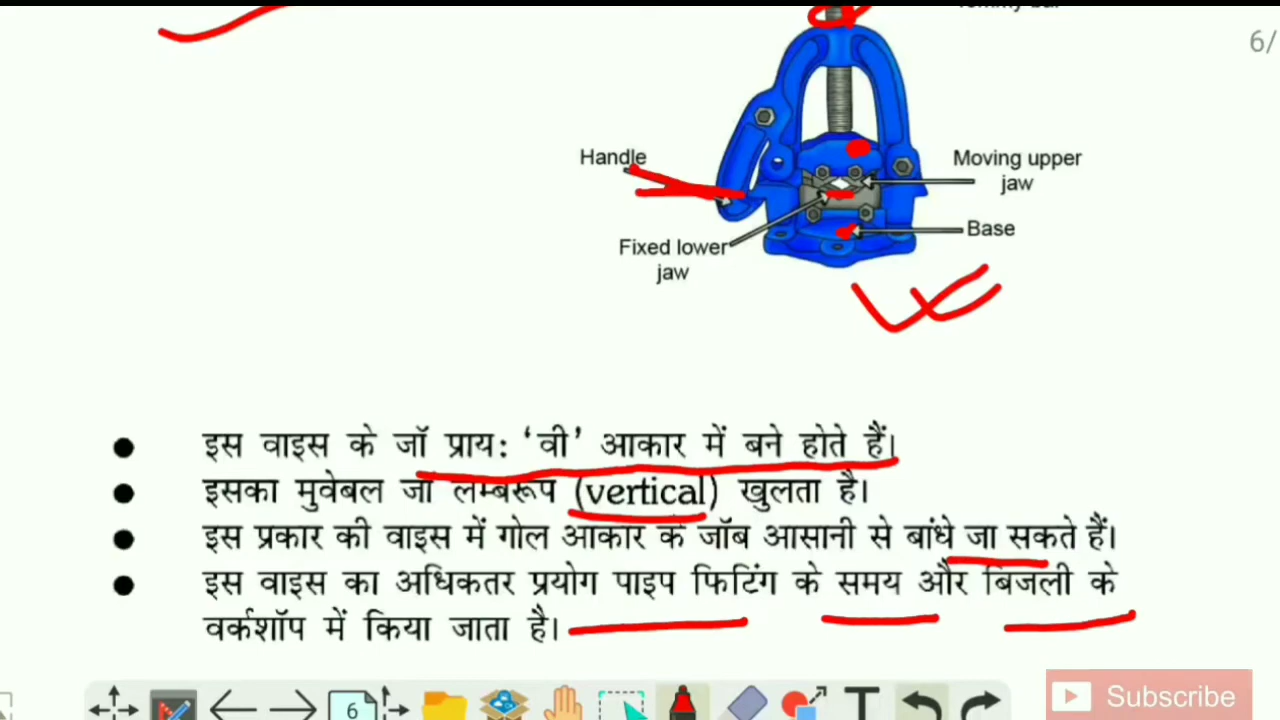 6/
Handle
Moving upper
jaw
Base
Fixed lower
jaw
● इस वाइस के जॉ प्राय: ‘वी’ आकार में बने होते हैं।
● इसका मुवेबल जॉ लम्बरूप (vertical) खुलता है।
● इस प्रकार की वाइस में गोल आकार के जॉब आसानी से बांधे जा सकते हैं।
● इस वाइस का अधिकतर प्रयोग पाइप फिटिंग के समय और बिजली के
वर्कशॉप में किया जाता है।
6
T
Subscribe